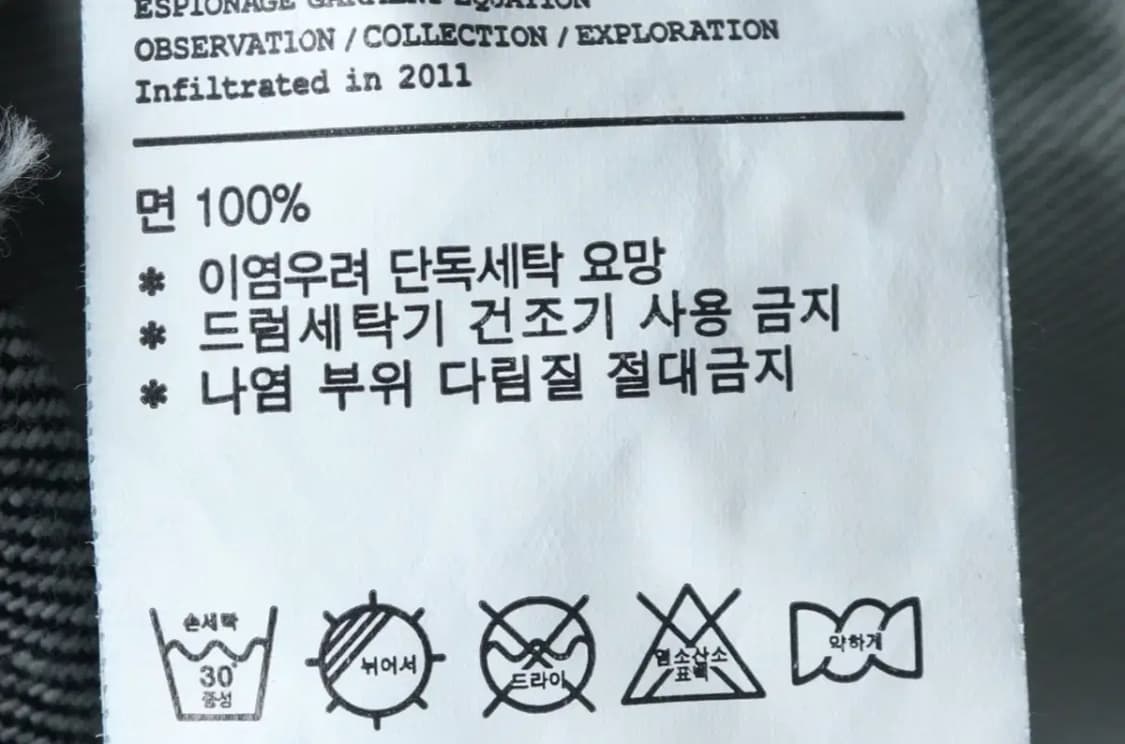 ESPIONAGE GARMENT EQUATION
OBSERVATION / COLLECTION / EXPLORATION
Infiltrated in 2011
면 100%
* 이염우려 단독세탁 요망
* 드럼세탁기 건조기 사용 금지
* 나염 부위 다림질 절대금지
손세탁
30°
중성
뉘어서
드라이
염소산소
표백
약하게